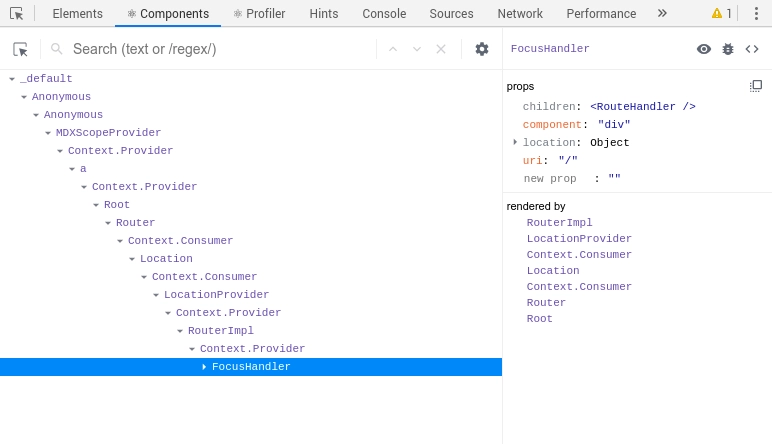 Elements ⚛ Components ⚛ Profiler Hints Console Sources Network Performance » 1
Search (text or /regex/)
FocusHandler
_default
Anonymous
Anonymous
MDXScopeProvider
Context.Provider
a
Context.Provider
Root
Router
Context.Consumer
Location
Context.Consumer
LocationProvider
Context.Provider
RouterImpl
Context.Provider
FocusHandler
props
children: <RouteHandler />
component: "div"
location: Object
uri: "/"
new prop : ""
rendered by
RouterImpl
LocationProvider
Context.Consumer
Location
Context.Consumer
Router
Root